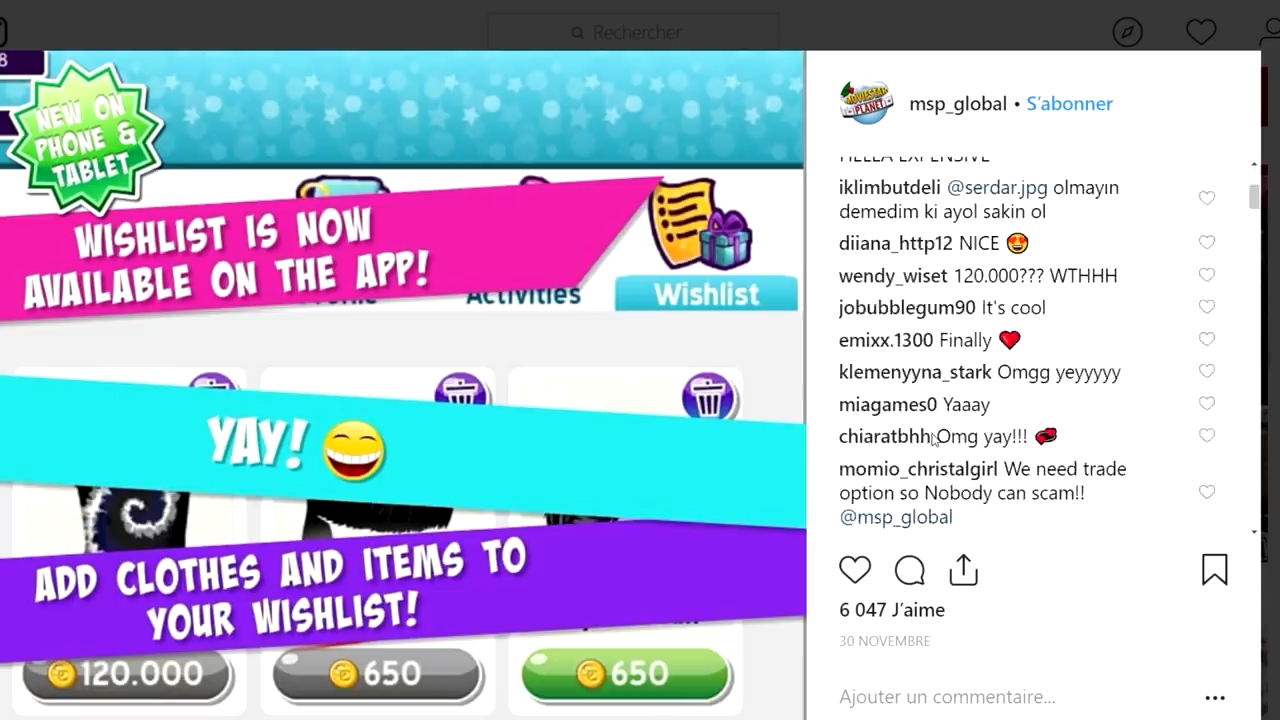 Rechercher
8
NEW ON
PHONE &
TABLET
WISHLIST IS NOW
AVAILABLE ON THE APP!
Activities
Wishlist
YAY! 😄
ADD CLOTHES AND ITEMS TO
YOUR WISHLIST!
120.000
650
650
MOVIESTAR
PLANET
msp_global • S'abonner
HELLA EXPENSIVE
iklimbutdeli @serdar.jpg olmayın
demedim ki ayol sakin ol
diiana_http12 NICE 😍
wendy_wiset 120.000??? WTHHH
jobubblegum90 It's cool
emixx.1300 Finally ❤️
klemenyyna_stark Omgg yeyyyyy
miagames0 Yaaay
chiaratbhh Omg yay!!! 💋
momio_christalgirl We need trade
option so Nobody can scam!!
@msp_global
6 047 J'aime
30 NOVEMBRE
Ajouter un commentaire...